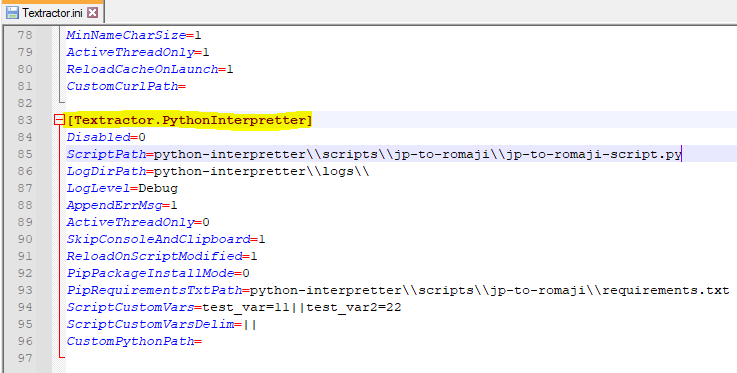 Textractor.ini
78 MinNameCharSize=1
79 ActiveThreadOnly=1
80 ReloadCacheOnLaunch=1
81 CustomCurlPath=
82
83 [Textractor.PythonInterpretter]
84 Disabled=0
85 ScriptPath=python-interpretter\\scripts\\jp-to-romaji\\jp-to-romaji-script.py
86 LogDirPath=python-interpretter\\logs\\
87 LogLevel=Debug
88 AppendErrMsg=1
89 ActiveThreadOnly=0
90 SkipConsoleAndClipboard=1
91 ReloadOnScriptModified=1
92 PipPackageInstallMode=0
93 PipRequirementsTxtPath=python-interpretter\\scripts\\jp-to-romaji\\requirements.txt
94 ScriptCustomVars=test_var=11||test_var2=22
95 ScriptCustomVarsDelim=||
96 CustomPythonPath=
97